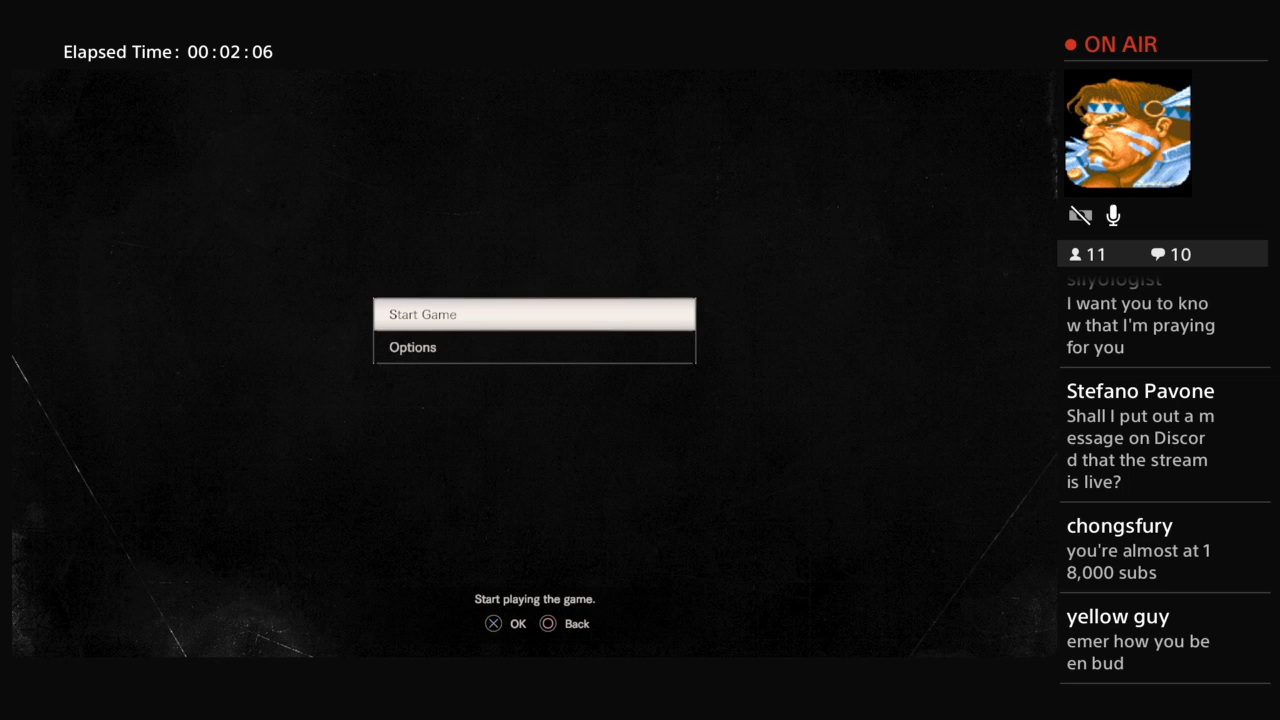 Elapsed Time: 00:02:06
ON AIR
11
10
sillyologist
I want you to kno
w that I'm praying
for you
Stefano Pavone
Shall I put out a m
essage on Discor
d that the stream
is live?
chongsfury
you're almost at 1
8,000 subs
yellow guy
emer how you be
en bud
Start Game
Options
Start playing the game.
OK
Back